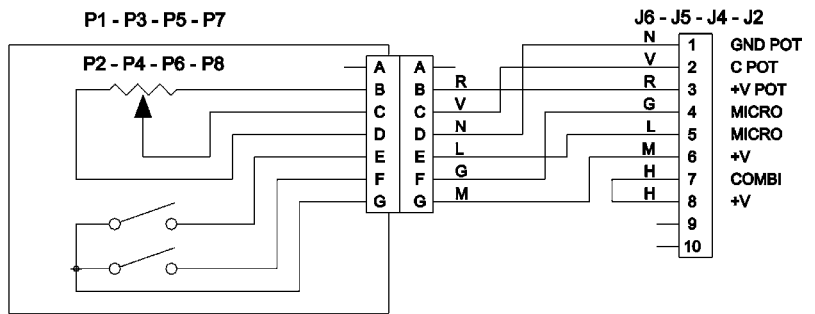 P1 - P3 - P5 - P7
J6 - J5 - J4 - J2
P2 - P4 - P6 - P8
N 1 GND POT
A A
V 2 C POT
B B R R 3 +V POT
C C V G 4 MICRO
D D N L 5 MICRO
E E L M 6 +V
F F G H 7 COMBI
G G M H 8 +V
9
10